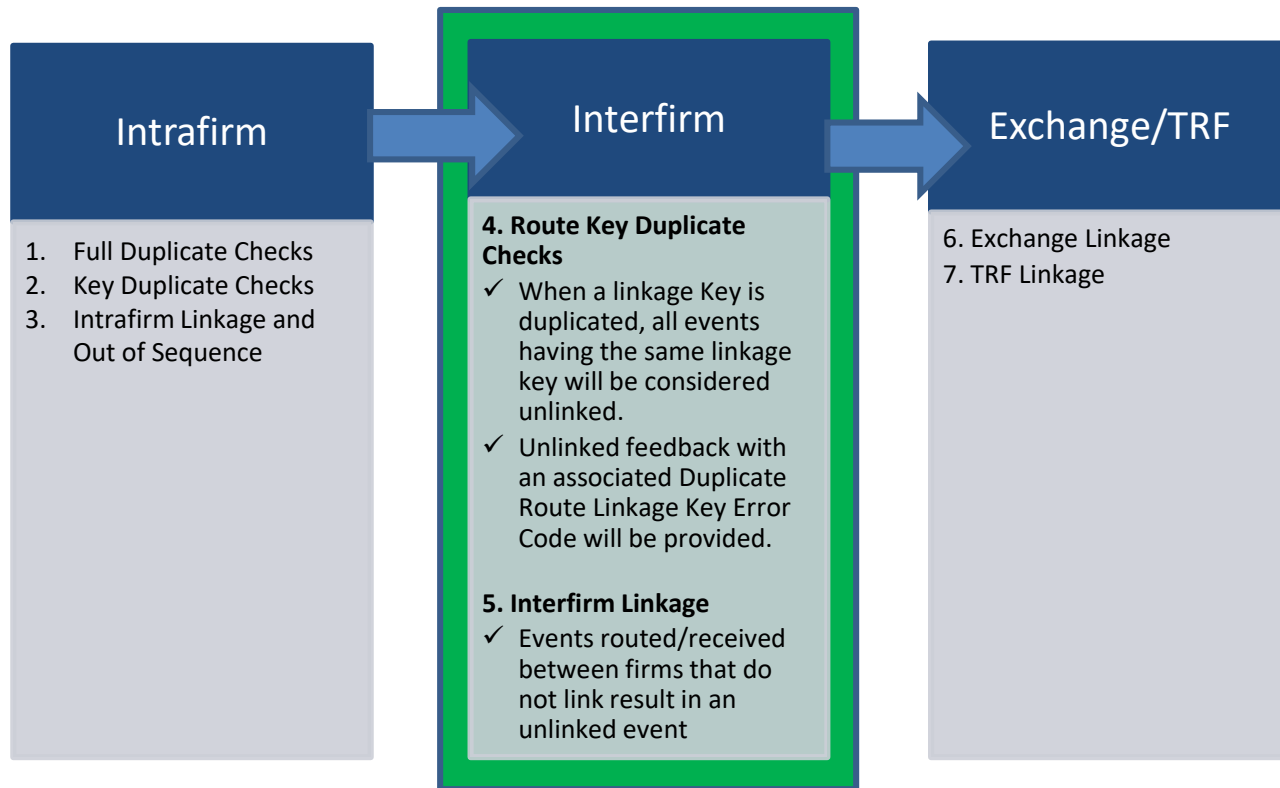 Intrafirm
1. Full Duplicate Checks
2. Key Duplicate Checks
3. Intrafirm Linkage and
Out of Sequence
Interfirm
4. Route Key Duplicate
Checks
✓ When a linkage Key is
duplicated, all events
having the same linkage
key will be considered
unlinked.
✓ Unlinked feedback with
an associated Duplicate
Route Linkage Key Error
Code will be provided.
5. Interfirm Linkage
✓ Events routed/received
between firms that do
not link result in an
unlinked event
Exchange/TRF
6. Exchange Linkage
7. TRF Linkage